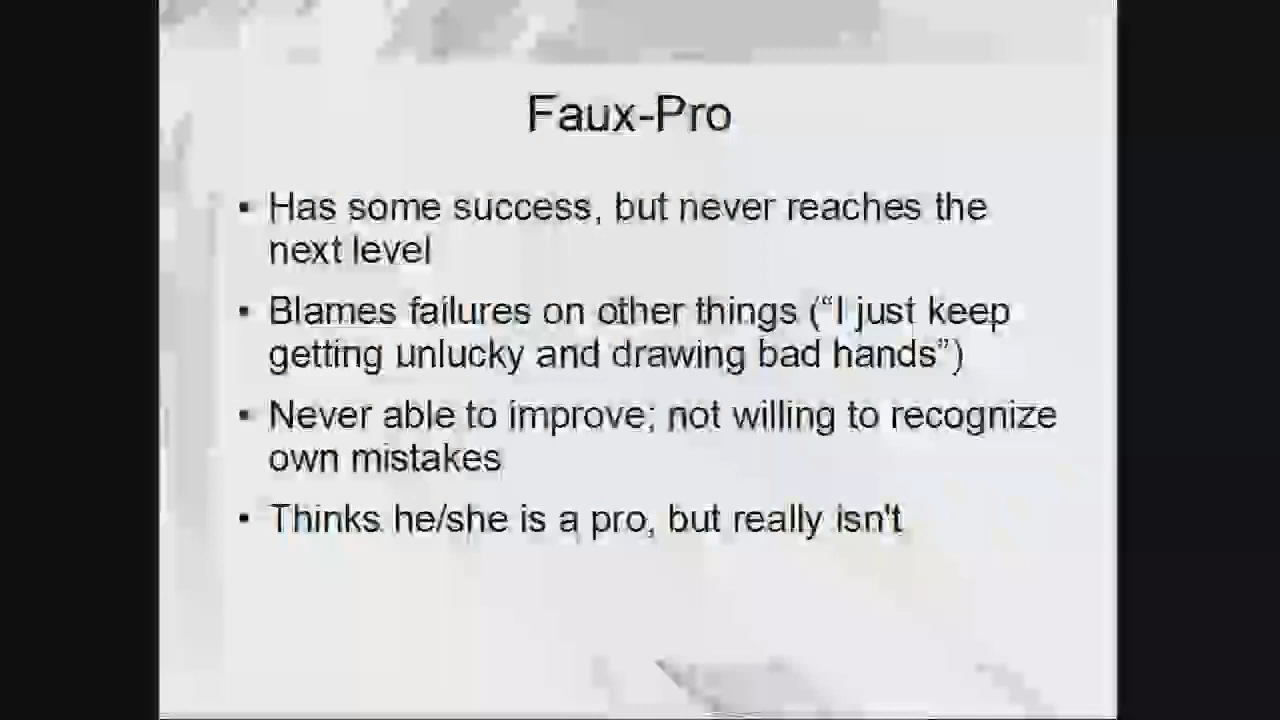 Faux-Pro
▪ Has some success, but never reaches the
next level
▪ Blames failures on other things (“I just keep
getting unlucky and drawing bad hands”)
▪ Never able to improve; not willing to recognize
own mistakes
▪ Thinks he/she is a pro, but really isn't